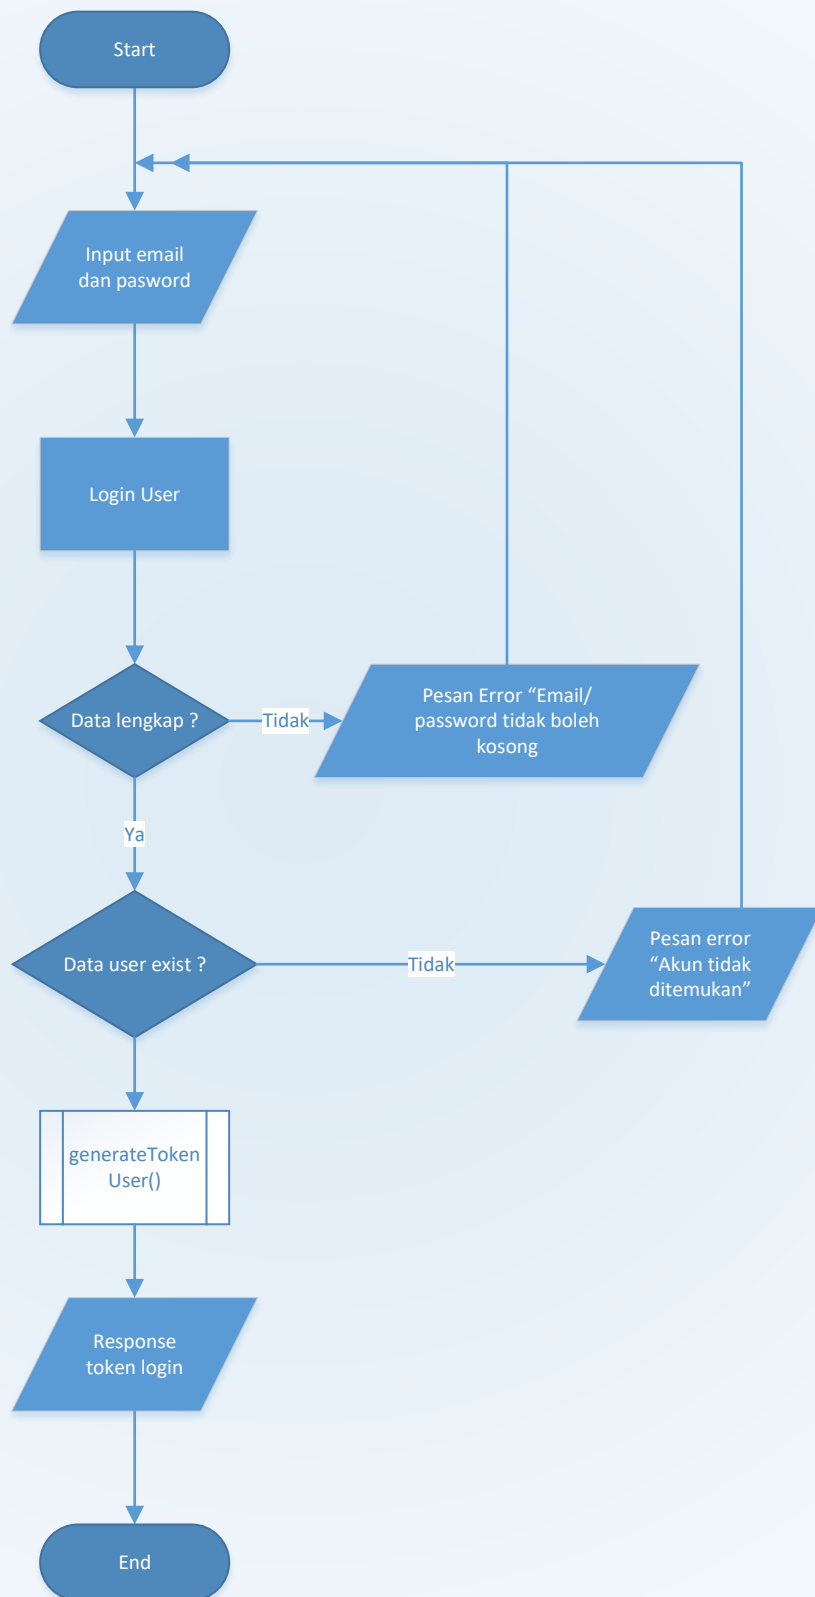 Start
Input email
dan pasword
Login User
Data lengkap ?
Tidak
Pesan Error “Email/
password tidak boleh
kosong
Ya
Data user exist ?
Tidak
Pesan error
“Akun tidak
ditemukan”
generateToken
User()
Response
token login
End